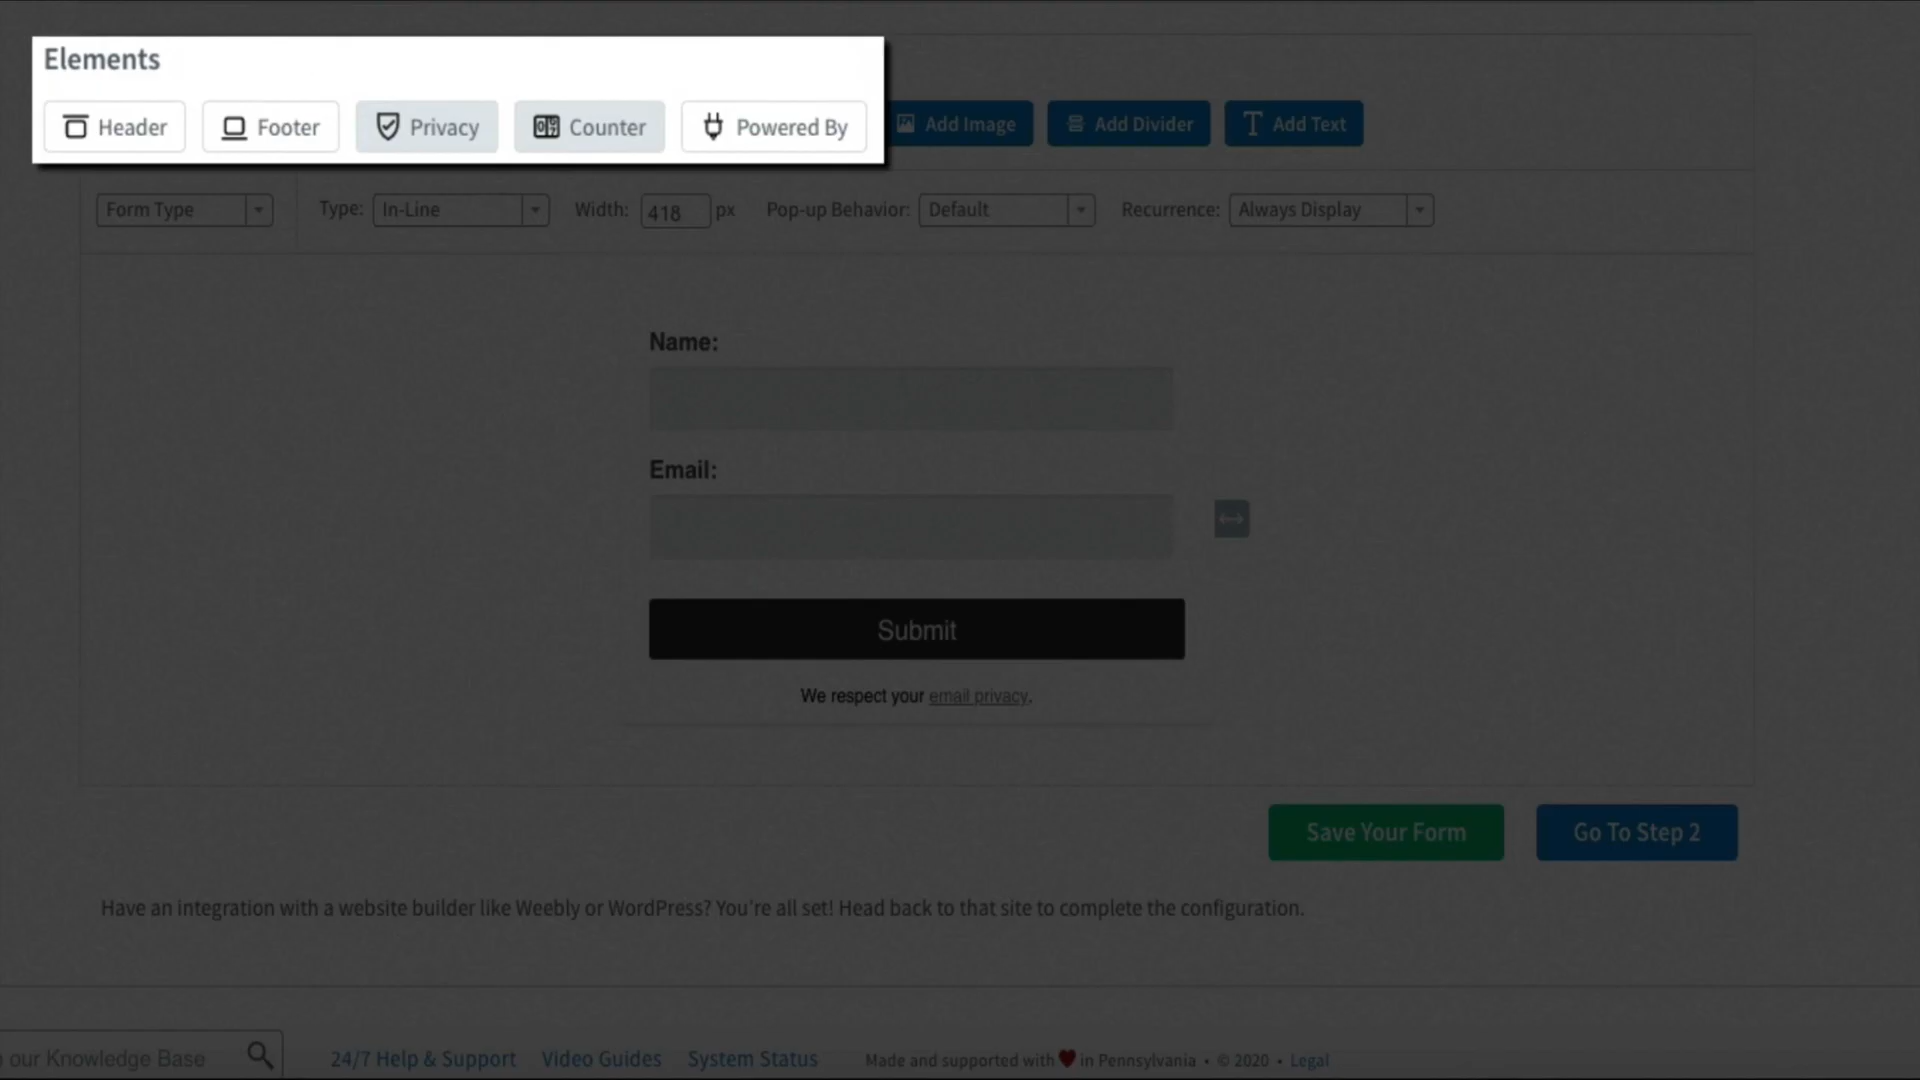 Elements
Header Footer Privacy Counter Powered By Add Image Add Divider Add Text
Form Type Type: In-Line Width: 418 px Pop-up Behavior: Default Recurrence: Always Display
Name:
Email:
Submit
We respect your email privacy.
Save Your Form Go To Step 2
Have an integration with a website builder like Weebly or WordPress? You're all set! Head back to that site to complete the configuration.
our Knowledge Base 24/7 Help & Support Video Guides System Status Made and supported with ❤ in Pennsylvania • © 2020 • Legal